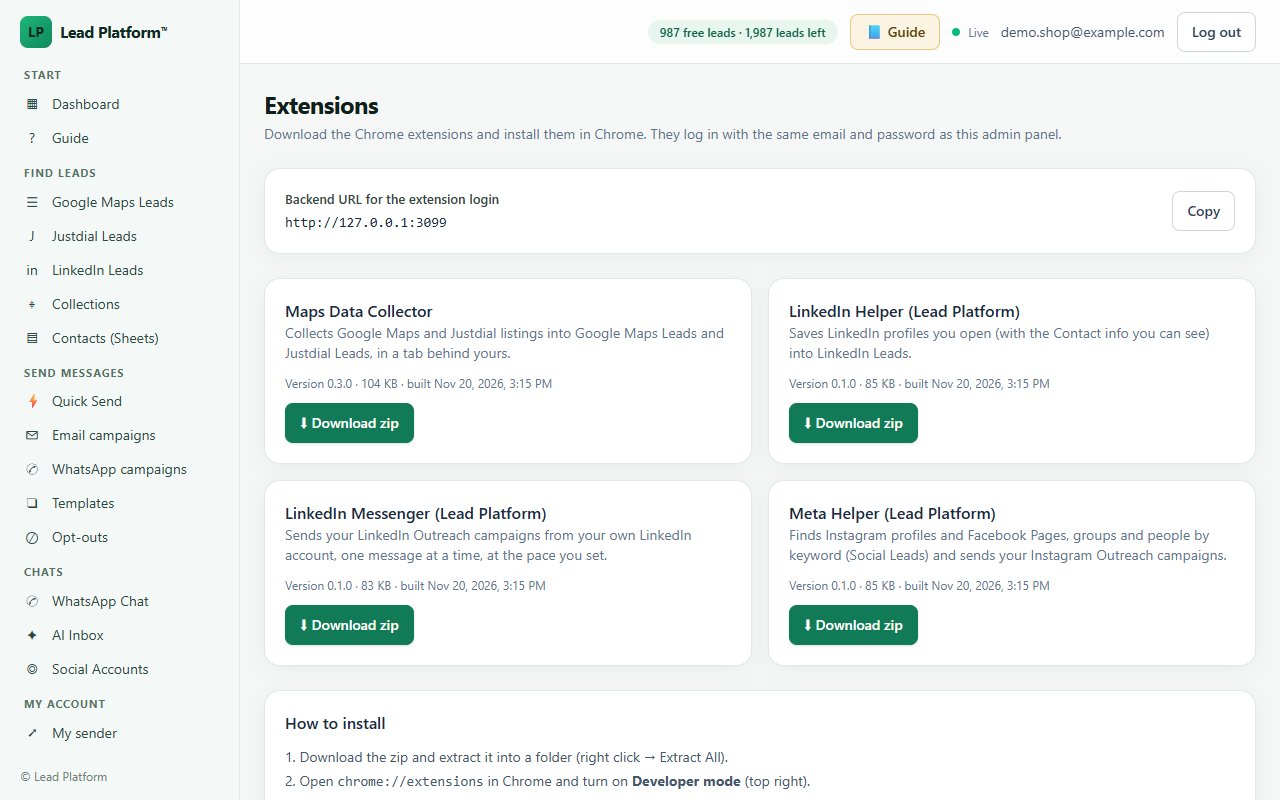 LP Lead Platform™
START
Dashboard
? Guide
FIND LEADS
Google Maps Leads
J Justdial Leads
in LinkedIn Leads
Collections
Contacts (Sheets)
SEND MESSAGES
Quick Send
Email campaigns
WhatsApp campaigns
Templates
Opt-outs
CHATS
WhatsApp Chat
AI Inbox
Social Accounts
MY ACCOUNT
My sender
© Lead Platform
987 free leads · 1,987 leads left
Guide
Live
demo.shop@example.com
Log out
Extensions
Download the Chrome extensions and install them in Chrome. They log in with the same email and password as this admin panel.
Backend URL for the extension login
http://127.0.0.1:3099
Copy
Maps Data Collector
Collects Google Maps and Justdial listings into Google Maps Leads and
Justdial Leads, in a tab behind yours.
Version 0.3.0 · 104 KB · built Nov 20, 2026, 3:15 PM
⬇ Download zip
LinkedIn Helper (Lead Platform)
Saves LinkedIn profiles you open (with the Contact info you can see)
into LinkedIn Leads.
Version 0.1.0 · 85 KB · built Nov 20, 2026, 3:15 PM
⬇ Download zip
LinkedIn Messenger (Lead Platform)
Sends your LinkedIn Outreach campaigns from your own LinkedIn
account, one message at a time, at the pace you set.
Version 0.1.0 · 83 KB · built Nov 20, 2026, 3:15 PM
⬇ Download zip
Meta Helper (Lead Platform)
Finds Instagram profiles and Facebook Pages, groups and people by
keyword (Social Leads) and sends your Instagram Outreach campaigns.
Version 0.1.0 · 85 KB · built Nov 20, 2026, 3:15 PM
⬇ Download zip
How to install
1. Download the zip and extract it into a folder (right click → Extract All).
2. Open chrome://extensions in Chrome and turn on Developer mode (top right).